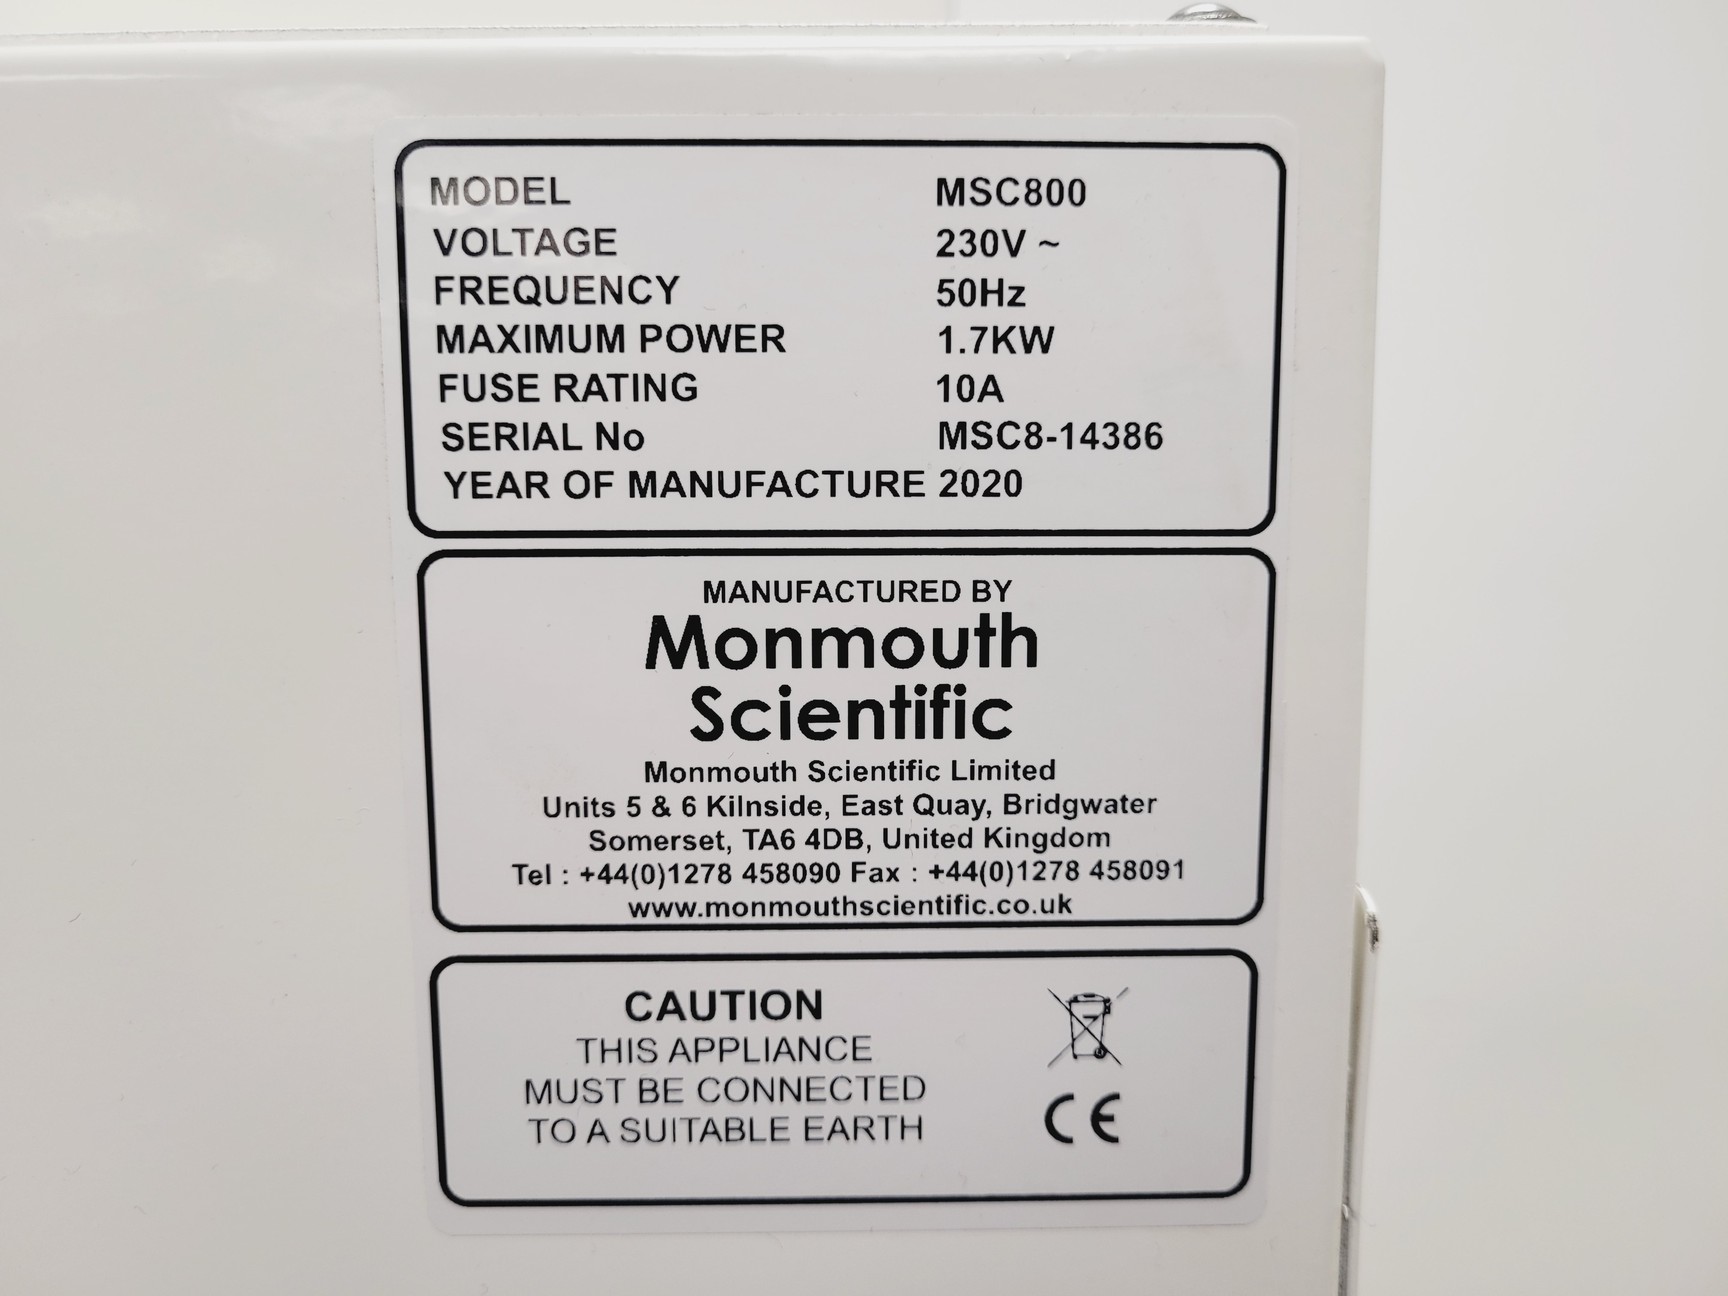 MODEL MSC800
VOLTAGE 230V ~
FREQUENCY 50Hz
MAXIMUM POWER 1.7KW
FUSE RATING 10A
SERIAL No MSC8-14386
YEAR OF MANUFACTURE 2020
MANUFACTURED BY
Monmouth
Scientific
Monmouth Scientific Limited
Units 5 & 6 Kilnside, East Quay, Bridgwater
Somerset, TA6 4DB, United Kingdom
Tel : +44(0)1278 458090 Fax : +44(0)1278 458091
www.monmouthscientific.co.uk
CAUTION
THIS APPLIANCE
MUST BE CONNECTED
TO A SUITABLE EARTH
CE